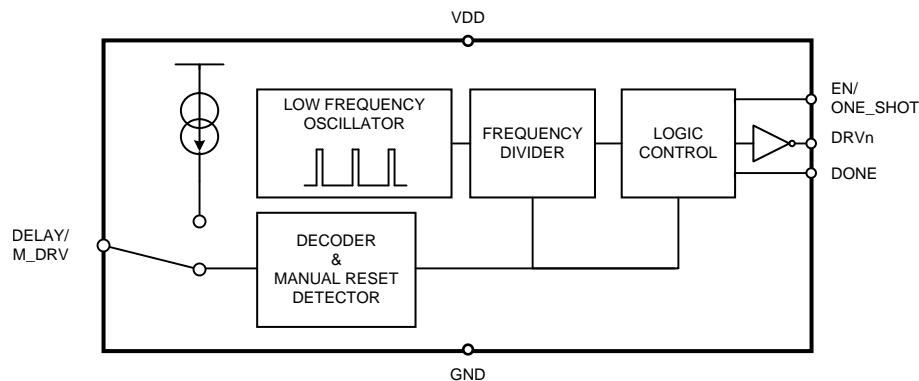 VDD
LOW FREQUENCY
OSCILLATOR
FREQUENCY
DIVIDER
LOGIC
CONTROL
EN/
ONE_SHOT
DRVn
DONE
DELAY/
M_DRV
DECODER
&
MANUAL RESET
DETECTOR
GND